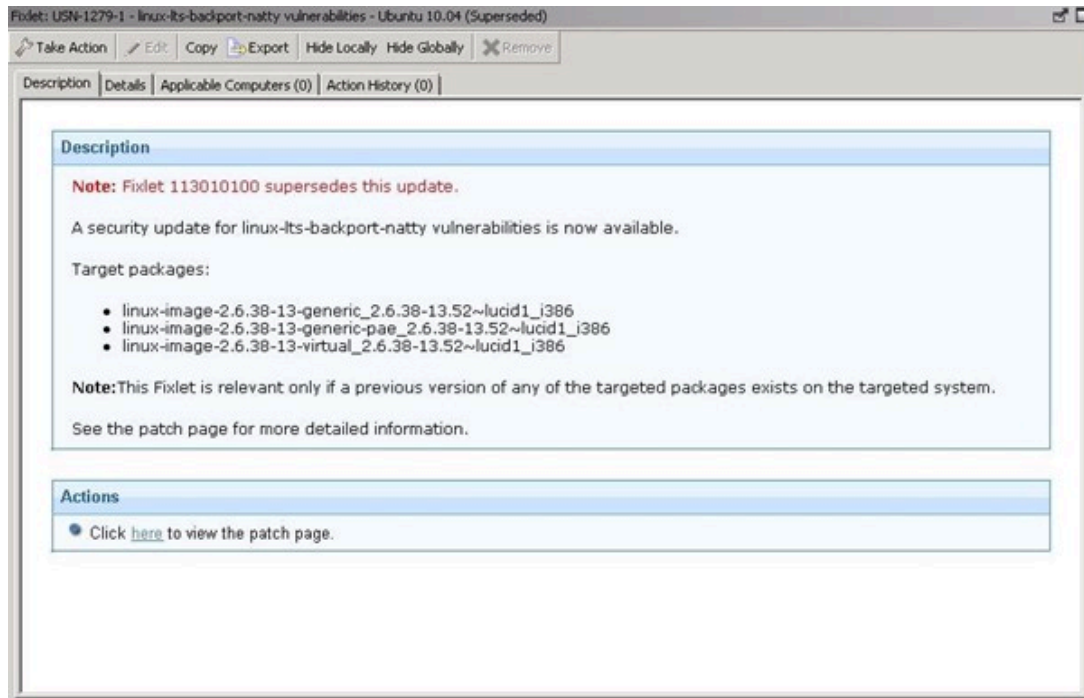 Fixlet: USN-1279-1 - linux-lts-backport-natty vulnerabilities - Ubuntu 10.04 (Superseded)
Take Action Edit Copy Export Hide Locally Hide Globally Remove
Description Details Applicable Computers (0) Action History (0)
Description
Note: Fixlet 113010100 supersedes this update.
A security update for linux-lts-backport-natty vulnerabilities is now available.
Target packages:
• linux-image-2.6.38-13-generic_2.6.38-13.52~lucid1_i386
• linux-image-2.6.38-13-generic-pae_2.6.38-13.52~lucid1_i386
• linux-image-2.6.38-13-virtual_2.6.38-13.52~lucid1_i386
Note:This Fixlet is relevant only if a previous version of any of the targeted packages exists on the targeted system.
See the patch page for more detailed information.
Actions
Click here to view the patch page.